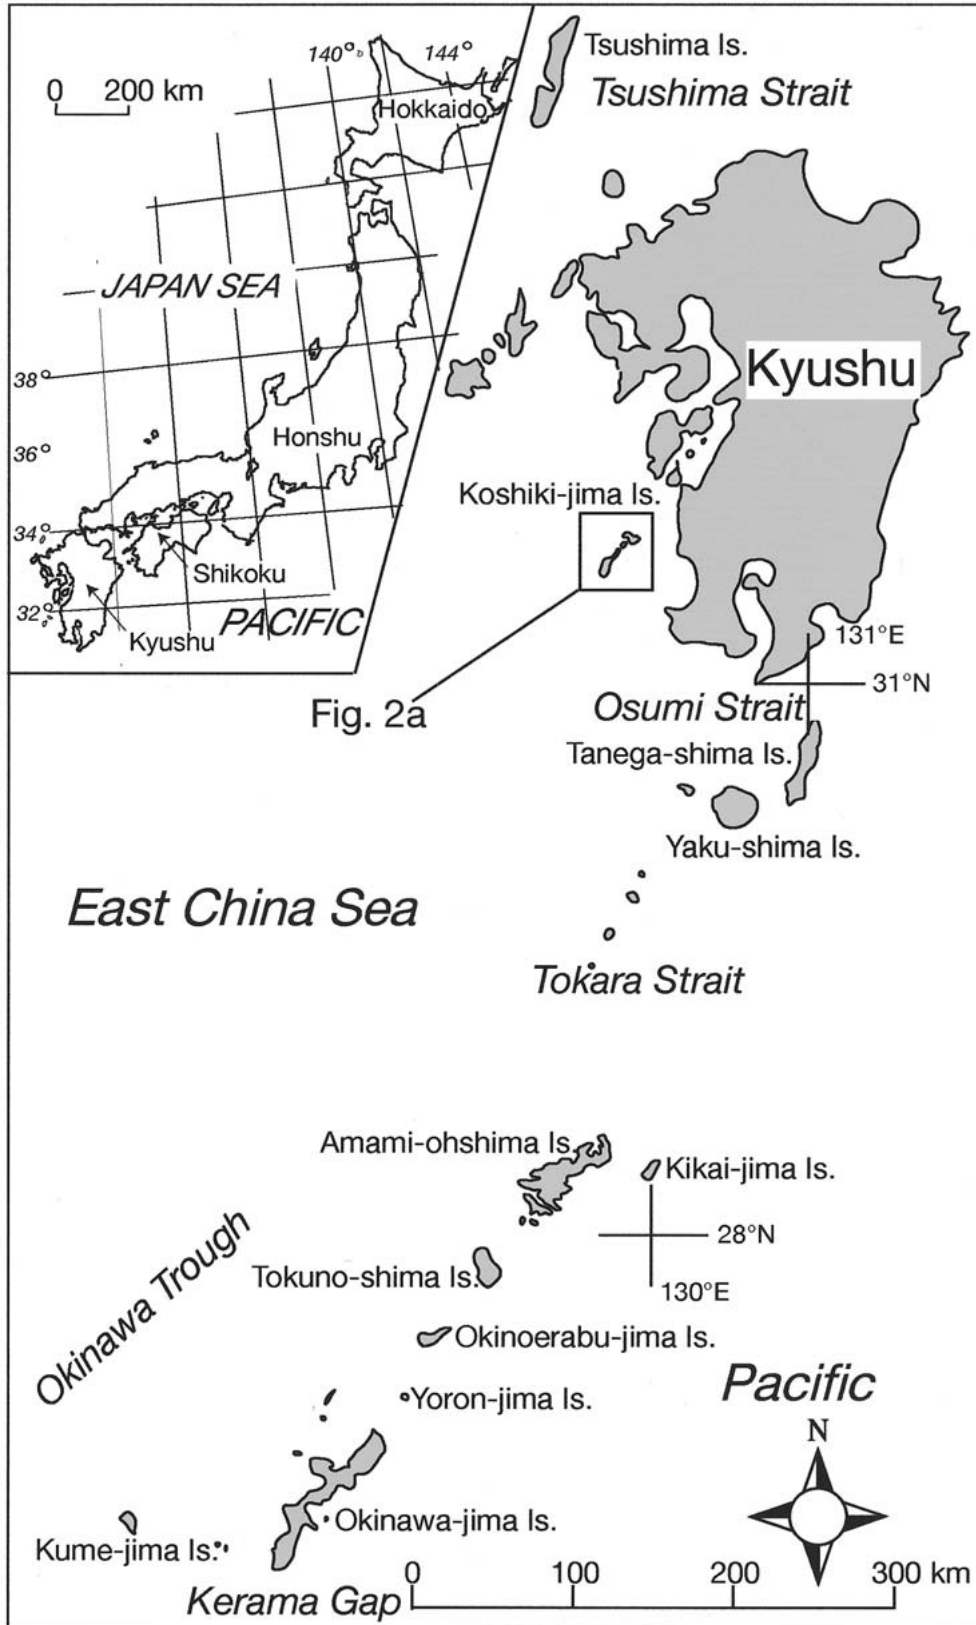 Tsushima Is.
Tsushima Strait
0 200 km
140°
144°
Hokkaido
JAPAN SEA
38°
36°
34°
32°
Honshu
Shikoku
Kyushu
PACIFIC
Kyushu
Koshiki-jima Is.
Fig. 2a
131°E
31°N
Osumi Strait
Tanega-shima Is.
Yaku-shima Is.
East China Sea
Tokara Strait
Amami-ohshima Is.
Kikai-jima Is.
28°N
130°E
Okinawa Trough
Tokuno-shima Is.
Okinoerabu-jima Is.
Yoron-jima Is.
Pacific
N
Okinawa-jima Is.
Kume-jima Is.
Kerama Gap
0 100 200 300 km